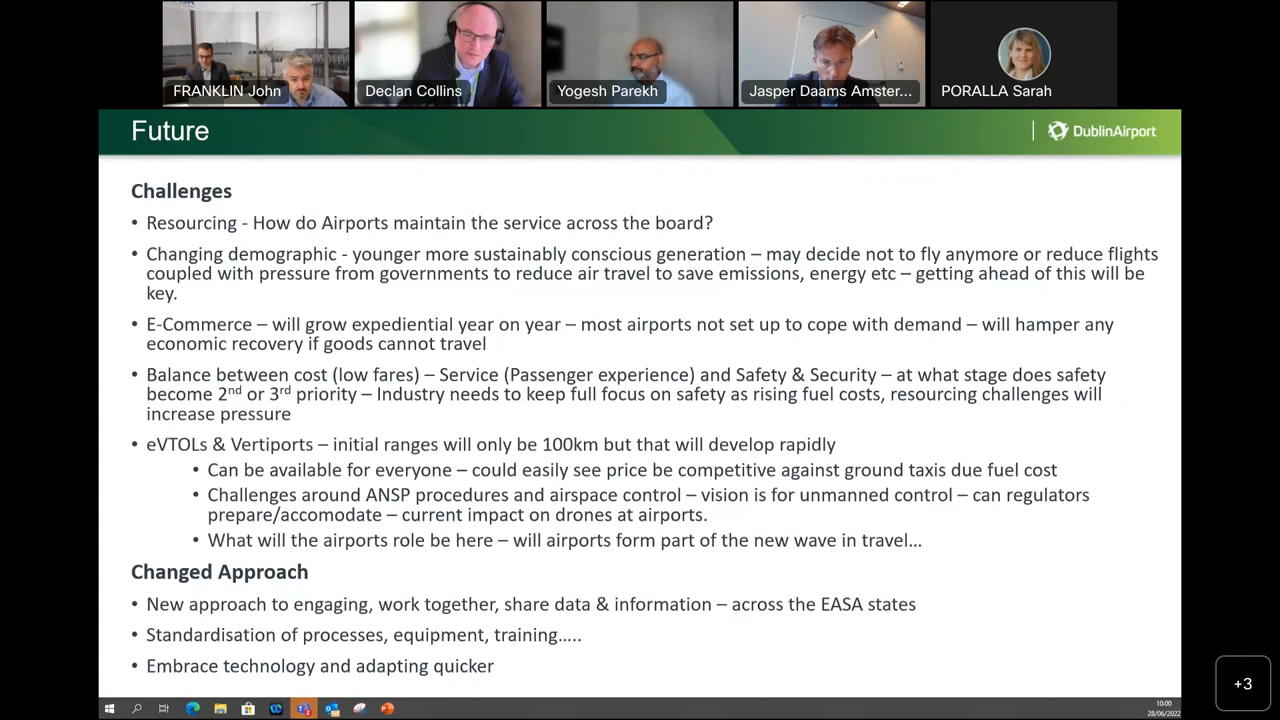 FRANKLIN John
Declan Collins
Yogesh Parekh
Jasper Daams Amster...
PORALLA Sarah
Future
DublinAirport
Challenges
• Resourcing - How do Airports maintain the service across the board?
• Changing demographic - younger more sustainably conscious generation – may decide not to fly anymore or reduce flights
coupled with pressure from governments to reduce air travel to save emissions, energy etc – getting ahead of this will be
key.
• E-Commerce – will grow expediential year on year – most airports not set up to cope with demand – will hamper any
economic recovery if goods cannot travel
• Balance between cost (low fares) – Service (Passenger experience) and Safety & Security – at what stage does safety
become 2nd or 3rd priority – Industry needs to keep full focus on safety as rising fuel costs, resourcing challenges will
increase pressure
• eVTOLs & Vertiports – initial ranges will only be 100km but that will develop rapidly
• Can be available for everyone – could easily see price be competitive against ground taxis due fuel cost
• Challenges around ANSP procedures and airspace control – vision is for unmanned control – can regulators
prepare/accomodate – current impact on drones at airports.
• What will the airports role be here – will airports form part of the new wave in travel…
Changed Approach
• New approach to engaging, work together, share data & information – across the EASA states
• Standardisation of processes, equipment, training…..
• Embrace technology and adapting quicker
+3
10:00
28/06/2022